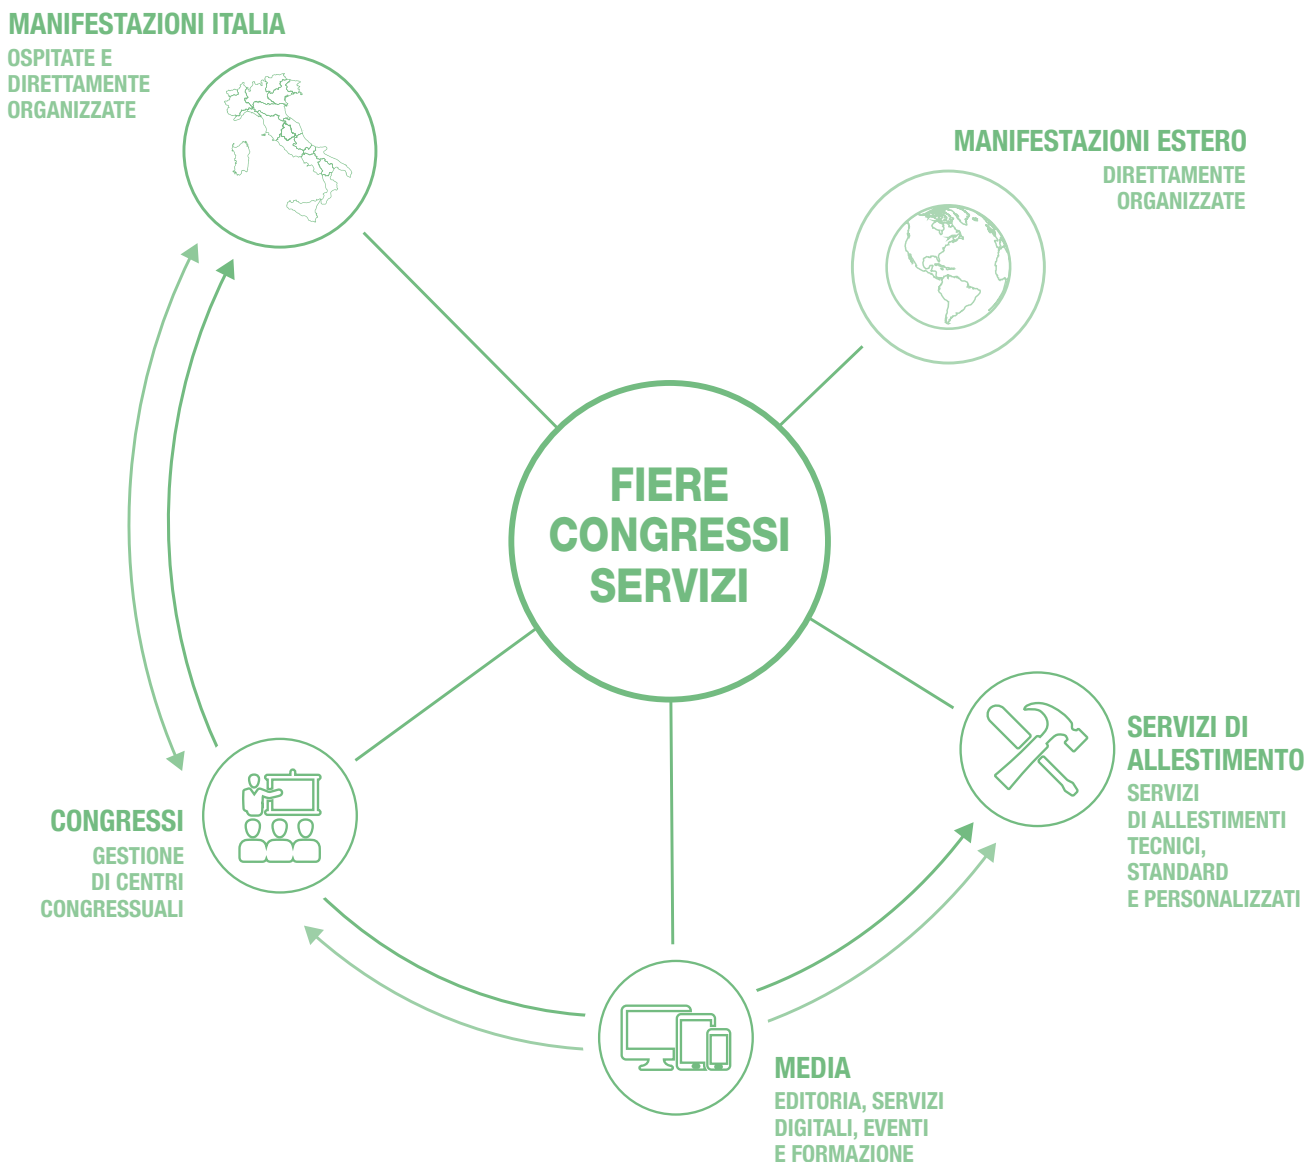 MANIFESTAZIONI ITALIA
OSPITATE E
DIRETTAMENTE
ORGANIZZATE
MANIFESTAZIONI ESTERO
DIRETTAMENTE
ORGANIZZATE
FIERE
CONGRESSI
SERVIZI
SERVIZI DI
ALLESTIMENTO
SERVIZI
DI ALLESTIMENTI
TECNICI,
STANDARD
E PERSONALIZZATI
CONGRESSI
GESTIONE
DI CENTRI
CONGRESSUALI
MEDIA
EDITORIA, SERVIZI
DIGITALI, EVENTI
E FORMAZIONE